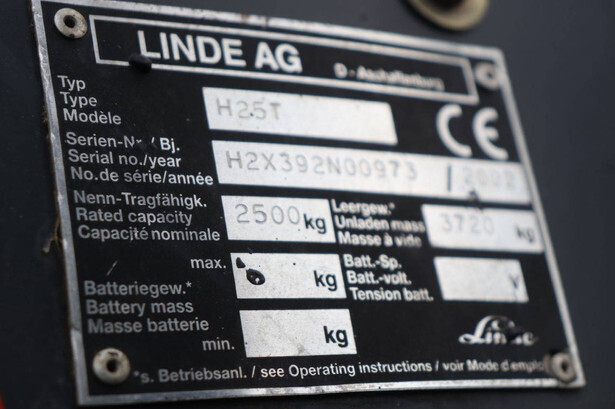 LINDE AG D - Aschaffenburg
Typ
Type
Modèle
H25T
CE
Serien-Nr. / Bj.
Serial no./year
No.de série/année
H2X392N00973 / 2002
Nenn-Tragfähigk.
Rated capacity
Capacité nominale
2500 kg
Leergew.*
Unladen mass
Masse à vide
3720 kg
Batteriegew.*
Battery mass
Masse batterie
max. kg
min. kg
Batt.-Sp.
Batt.-volt.
Tension batt.
V
Linde
*s. Betriebsanl. / see Operating instructions / voir Mode d'emploi